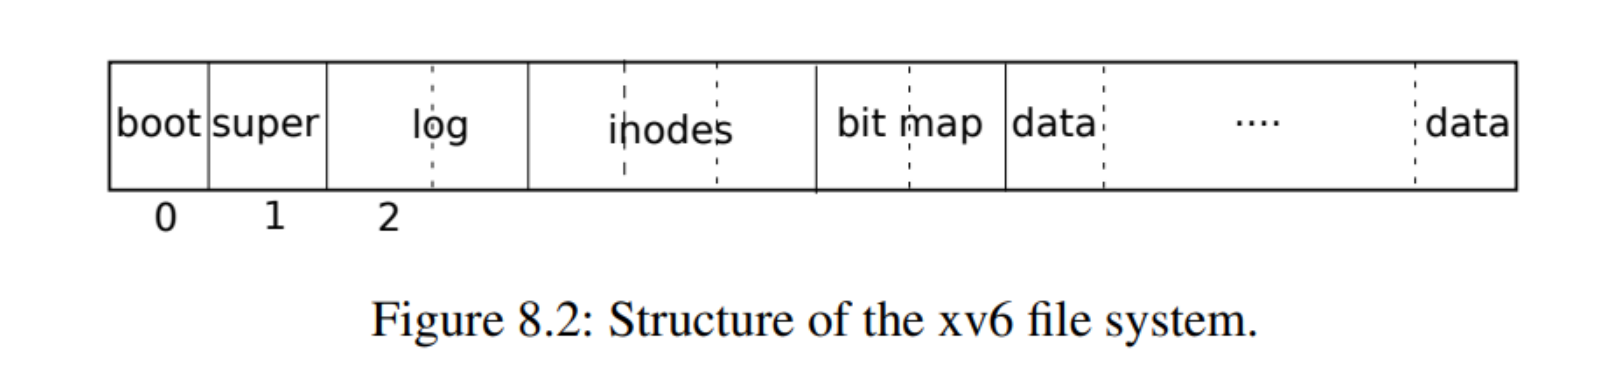 boot super log inodes bit map data .... data
0 1 2
Figure 8.2: Structure of the xv6 file system.